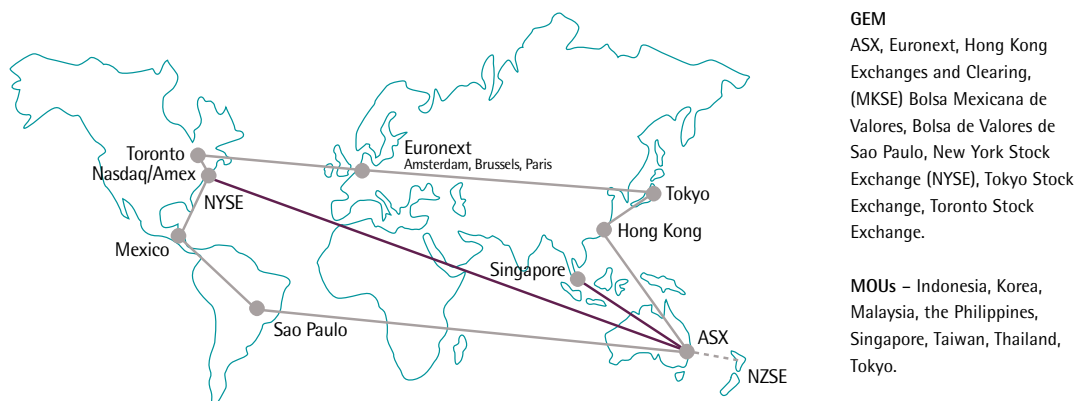 Toronto
Nasdaq/Amex
NYSE
Mexico
Sao Paulo
Euronext
Amsterdam, Brussels, Paris
Tokyo
Hong Kong
Singapore
ASX
NZSE
GEM
ASX, Euronext, Hong Kong
Exchanges and Clearing,
(MKSE) Bolsa Mexicana de
Valores, Bolsa de Valores de
Sao Paulo, New York Stock
Exchange (NYSE), Tokyo Stock
Exchange, Toronto Stock
Exchange.
MOUs – Indonesia, Korea,
Malaysia, the Philippines,
Singapore, Taiwan, Thailand,
Tokyo.